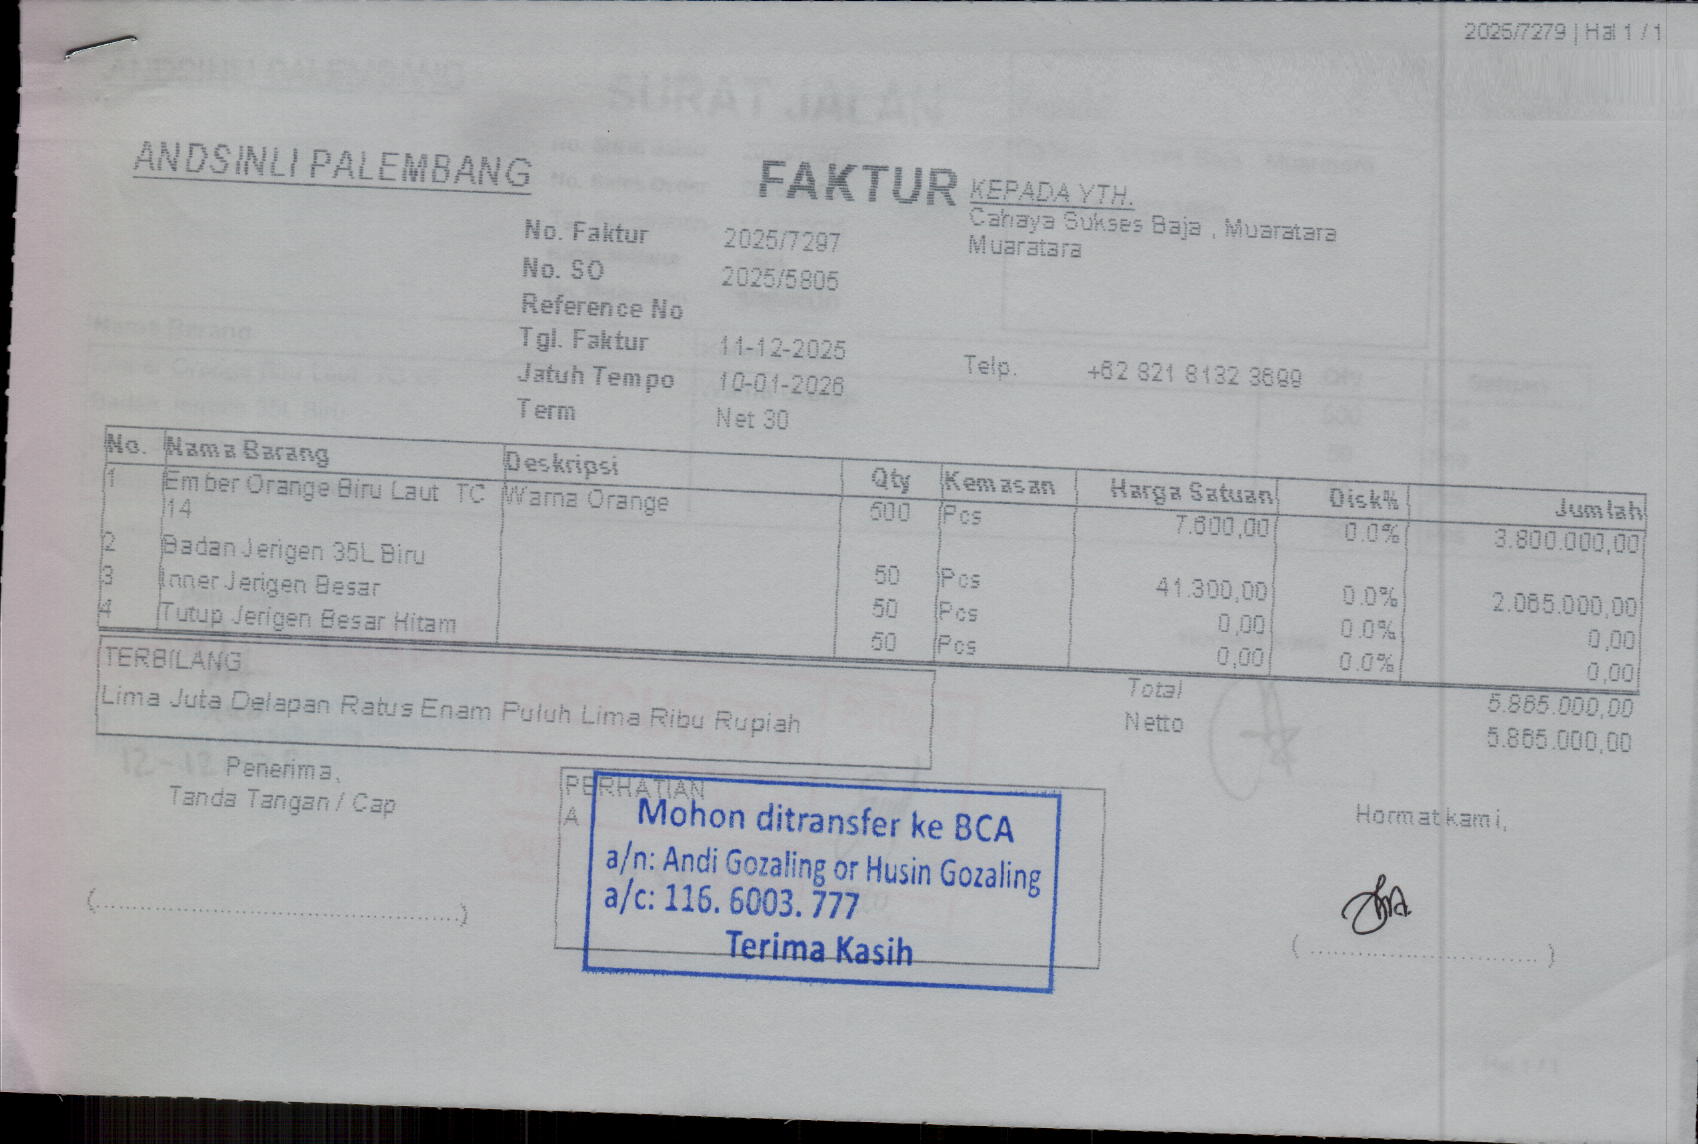 2025/7279 | Hal 1 / 1
ANDSINLI PALEMBANG
FAKTUR
KEPADA YTH.
Cahaya Sukses Baja , Muaratara
Muaratara
No. Faktur 2025/7297
No. SO 2025/5805
Reference No
Tgl. Faktur 11-12-2025
Jatuh Tempo 10-01-2026
Term Net 30
Telp. +62 821 8132 3699
No. Nama Barang Deskripsi Qty Kemasan Harga Satuan Disk% Jumlah
1 Ember Orange Biru Laut TC 14 Warna Orange 500 Pcs 7.600,00 0.0% 3.800.000,00
2 Badan Jerigen 35L Biru 50 Pcs 41.300,00 0.0% 2.065.000,00
3 Inner Jerigen Besar 50 Pcs 0,00 0.0% 0,00
4 Tutup Jerigen Besar Hitam 50 Pcs 0,00 0.0% 0,00
TERBILANG
Lima Juta Delapan Ratus Enam Puluh Lima Ribu Rupiah
Total 5.865.000,00
Netto 5.865.000,00
Penerima,
Tanda Tangan / Cap
PERHATIAN
A
Mohon ditransfer ke BCA
a/n: Andi Gozaling or Husin Gozaling
a/c: 116. 6003. 777
Terima Kasih
Hormat kami,
SURAT JALAN